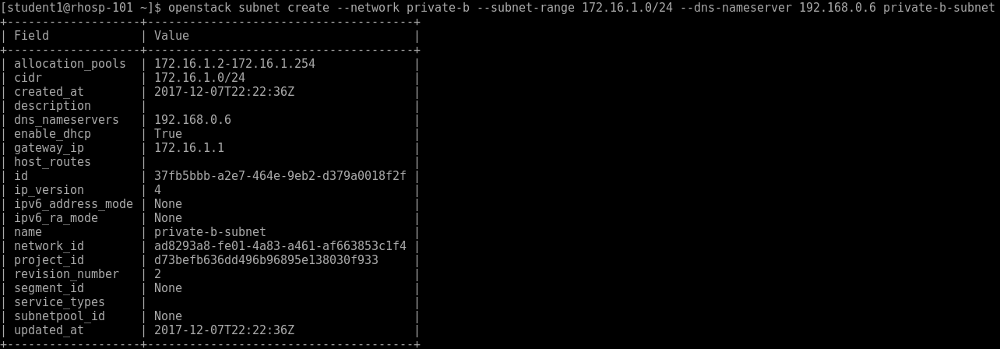 [student1@rhosp-101 ~]$ openstack subnet create --network private-b --subnet-range 172.16.1.0/24 --dns-nameserver 192.168.0.6 private-b-subnet
+-------------------+--------------------------------------+
| Field             | Value                                |
+-------------------+--------------------------------------+
| allocation_pools  | 172.16.1.2-172.16.1.254              |
| cidr              | 172.16.1.0/24                        |
| created_at        | 2017-12-07T22:22:36Z                 |
| description       |                                      |
| dns_nameservers   | 192.168.0.6                          |
| enable_dhcp       | True                                 |
| gateway_ip        | 172.16.1.1                           |
| host_routes       |                                      |
| id                | 37fb5bbb-a2e7-464e-9eb2-d379a0018f2f |
| ip_version        | 4                                    |
| ipv6_address_mode | None                                 |
| ipv6_ra_mode      | None                                 |
| name              | private-b-subnet                     |
| network_id        | ad8293a8-fe01-4a83-a461-af663853c1f4 |
| project_id        | d73befb636dd496b96895e138030f933     |
| revision_number   | 2                                    |
| segment_id        | None                                 |
| service_types     |                                      |
| subnetpool_id     | None                                 |
| updated_at        | 2017-12-07T22:22:36Z                 |
+-------------------+--------------------------------------+